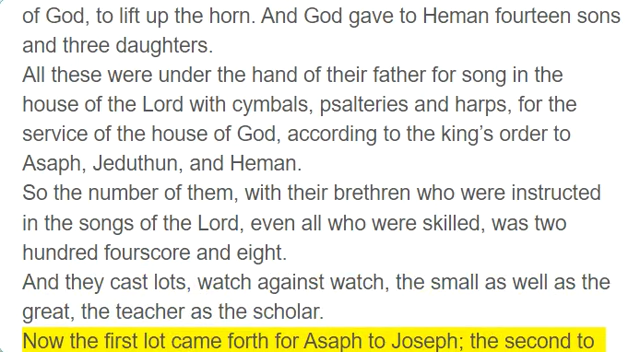 of God, to lift up the horn. And God gave to Heman fourteen sons
and three daughters.
All these were under the hand of their father for song in the
house of the Lord with cymbals, psalteries and harps, for the
service of the house of God, according to the king’s order to
Asaph, Jeduthun, and Heman.
So the number of them, with their brethren who were instructed
in the songs of the Lord, even all who were skilled, was two
hundred fourscore and eight.
And they cast lots, watch against watch, the small as well as the
great, the teacher as the scholar.
Now the first lot came forth for Asaph to Joseph; the second to